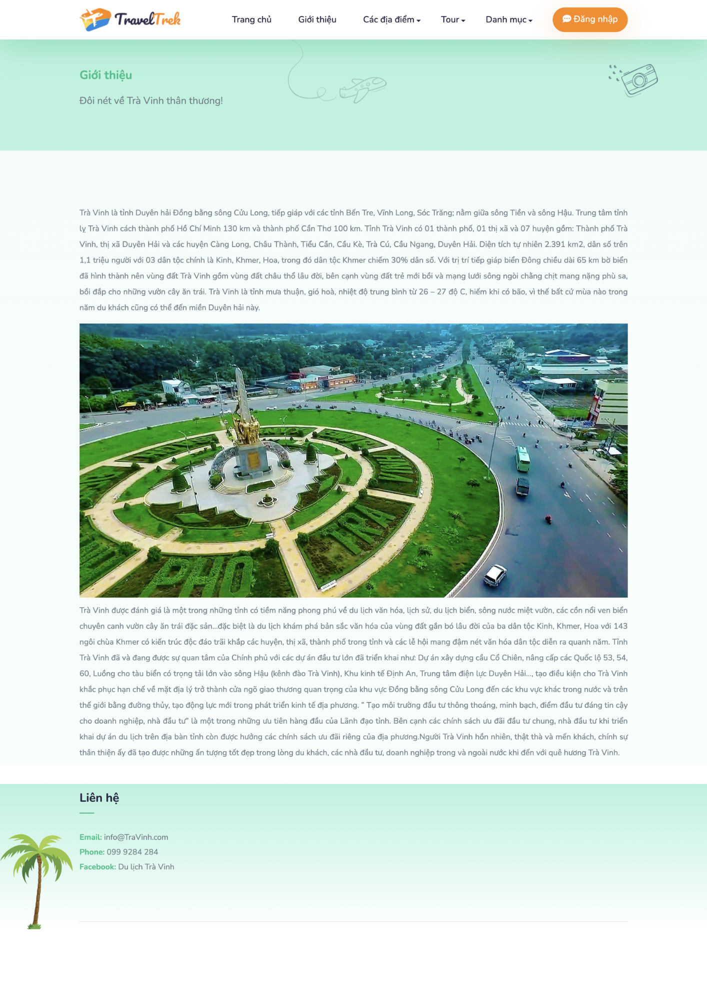 TravelTrek
Trang chủ
Giới thiệu
Các địa điểm
Tour
Danh mục
Đăng nhập
Giới thiệu
Đôi nét về Trà Vinh thân thương!
Trà Vinh là tỉnh Duyên hải Đồng bằng sông Cửu Long, tiếp giáp với các tỉnh Bến Tre, Vĩnh Long, Sóc Trăng; nằm giữa sông Tiền và sông Hậu. Trung tâm tỉnh
lỵ Trà Vinh cách thành phố Hồ Chí Minh 130 km và thành phố Cần Thơ 100 km. Tỉnh Trà Vinh có 01 thành phố, 01 thị xã và 07 huyện gồm: Thành phố Trà
Vinh, thị xã Duyên Hải và các huyện Càng Long, Châu Thành, Tiểu Cần, Cầu Kè, Trà Cú, Cầu Ngang, Duyên Hải. Diện tích tự nhiên 2.391 km2, dân số trên
1,1 triệu người với 03 dân tộc chính là Kinh, Khmer, Hoa, trong đó dân tộc Khmer chiếm 30% dân số. Với trị trí tiếp giáp biển Đông chiều dài 65 km bờ biển
đã hình thành nên vùng đất Trà Vinh gồm vùng đất châu thổ lâu đời, bên cạnh vùng đất trẻ mới bồi và mạng lưới sông ngòi chằng chịt mang nặng phù sa,
bồi đắp cho những vườn cây ăn trái. Trà Vinh là tỉnh mưa thuận, gió hoà, nhiệt độ trung bình từ 26 – 27 độ C, hiếm khi có bão, vì thế bất cứ mùa nào trong
năm du khách cũng có thể đến miền Duyên hải này.
TRA
PHO
Trà Vinh được đánh giá là một trong những tỉnh có tiềm năng phong phú về du lịch văn hóa, lịch sử, du lịch biển, sông nước miệt vườn, các cồn nổi ven biển
chuyên canh vườn cây ăn trái đặc sản...đặc biệt là du lịch khám phá bản sắc văn hóa của vùng đất gắn bó lâu đời của ba dân tộc Kinh, Khmer, Hoa với 143
ngôi chùa Khmer có kiến trúc độc đáo trãi khắp các huyện, thị xã, thành phố trong tỉnh và các lễ hội mang đậm nét văn hóa dân tộc diễn ra quanh năm. Tỉnh
Trà Vinh đã và đang được sự quan tâm của Chính phủ với các dự án đầu tư lớn đã triển khai như: Dự án xây dựng cầu Cổ Chiên, nâng cấp các Quốc lộ 53, 54,
60, Luồng cho tàu biển có trọng tải lớn vào sông Hậu (kênh đào Trà Vinh), Khu kinh tế Định An, Trung tâm điện lực Duyên Hải..., tạo điều kiện cho Trà Vinh
khắc phục hạn chế về mặt địa lý trở thành cửa ngõ giao thương quan trọng của khu vực Đồng bằng sông Cửu Long đến các khu vực khác trong nước và trên
thế giới bằng đường thủy, tạo động lực mới trong phát triển kinh tế địa phương. " Tạo môi trường đầu tư thông thoáng, minh bạch, điểm đầu tư đáng tin cậy
cho doanh nghiệp, nhà đầu tư" là một trong những ưu tiên hàng đầu của Lãnh đạo tỉnh. Bên cạnh các chính sách ưu đãi đầu tư chung, nhà đầu tư khi triển
khai dự án du lịch trên địa bàn tỉnh còn được hưởng các chính sách ưu đãi riêng của địa phương.Người Trà Vinh hồn nhiên, thật thà và mến khách, chính sự
thân thiện ấy đã tạo được những ấn tượng tốt đẹp trong lòng du khách, các nhà đầu tư, doanh nghiệp trong và ngoài nước khi đến với quê hương Trà Vinh.
Liên hệ
Email: info@TraVinh.com
Phone: 099 9284 284
Facebook: Du lịch Trà Vinh